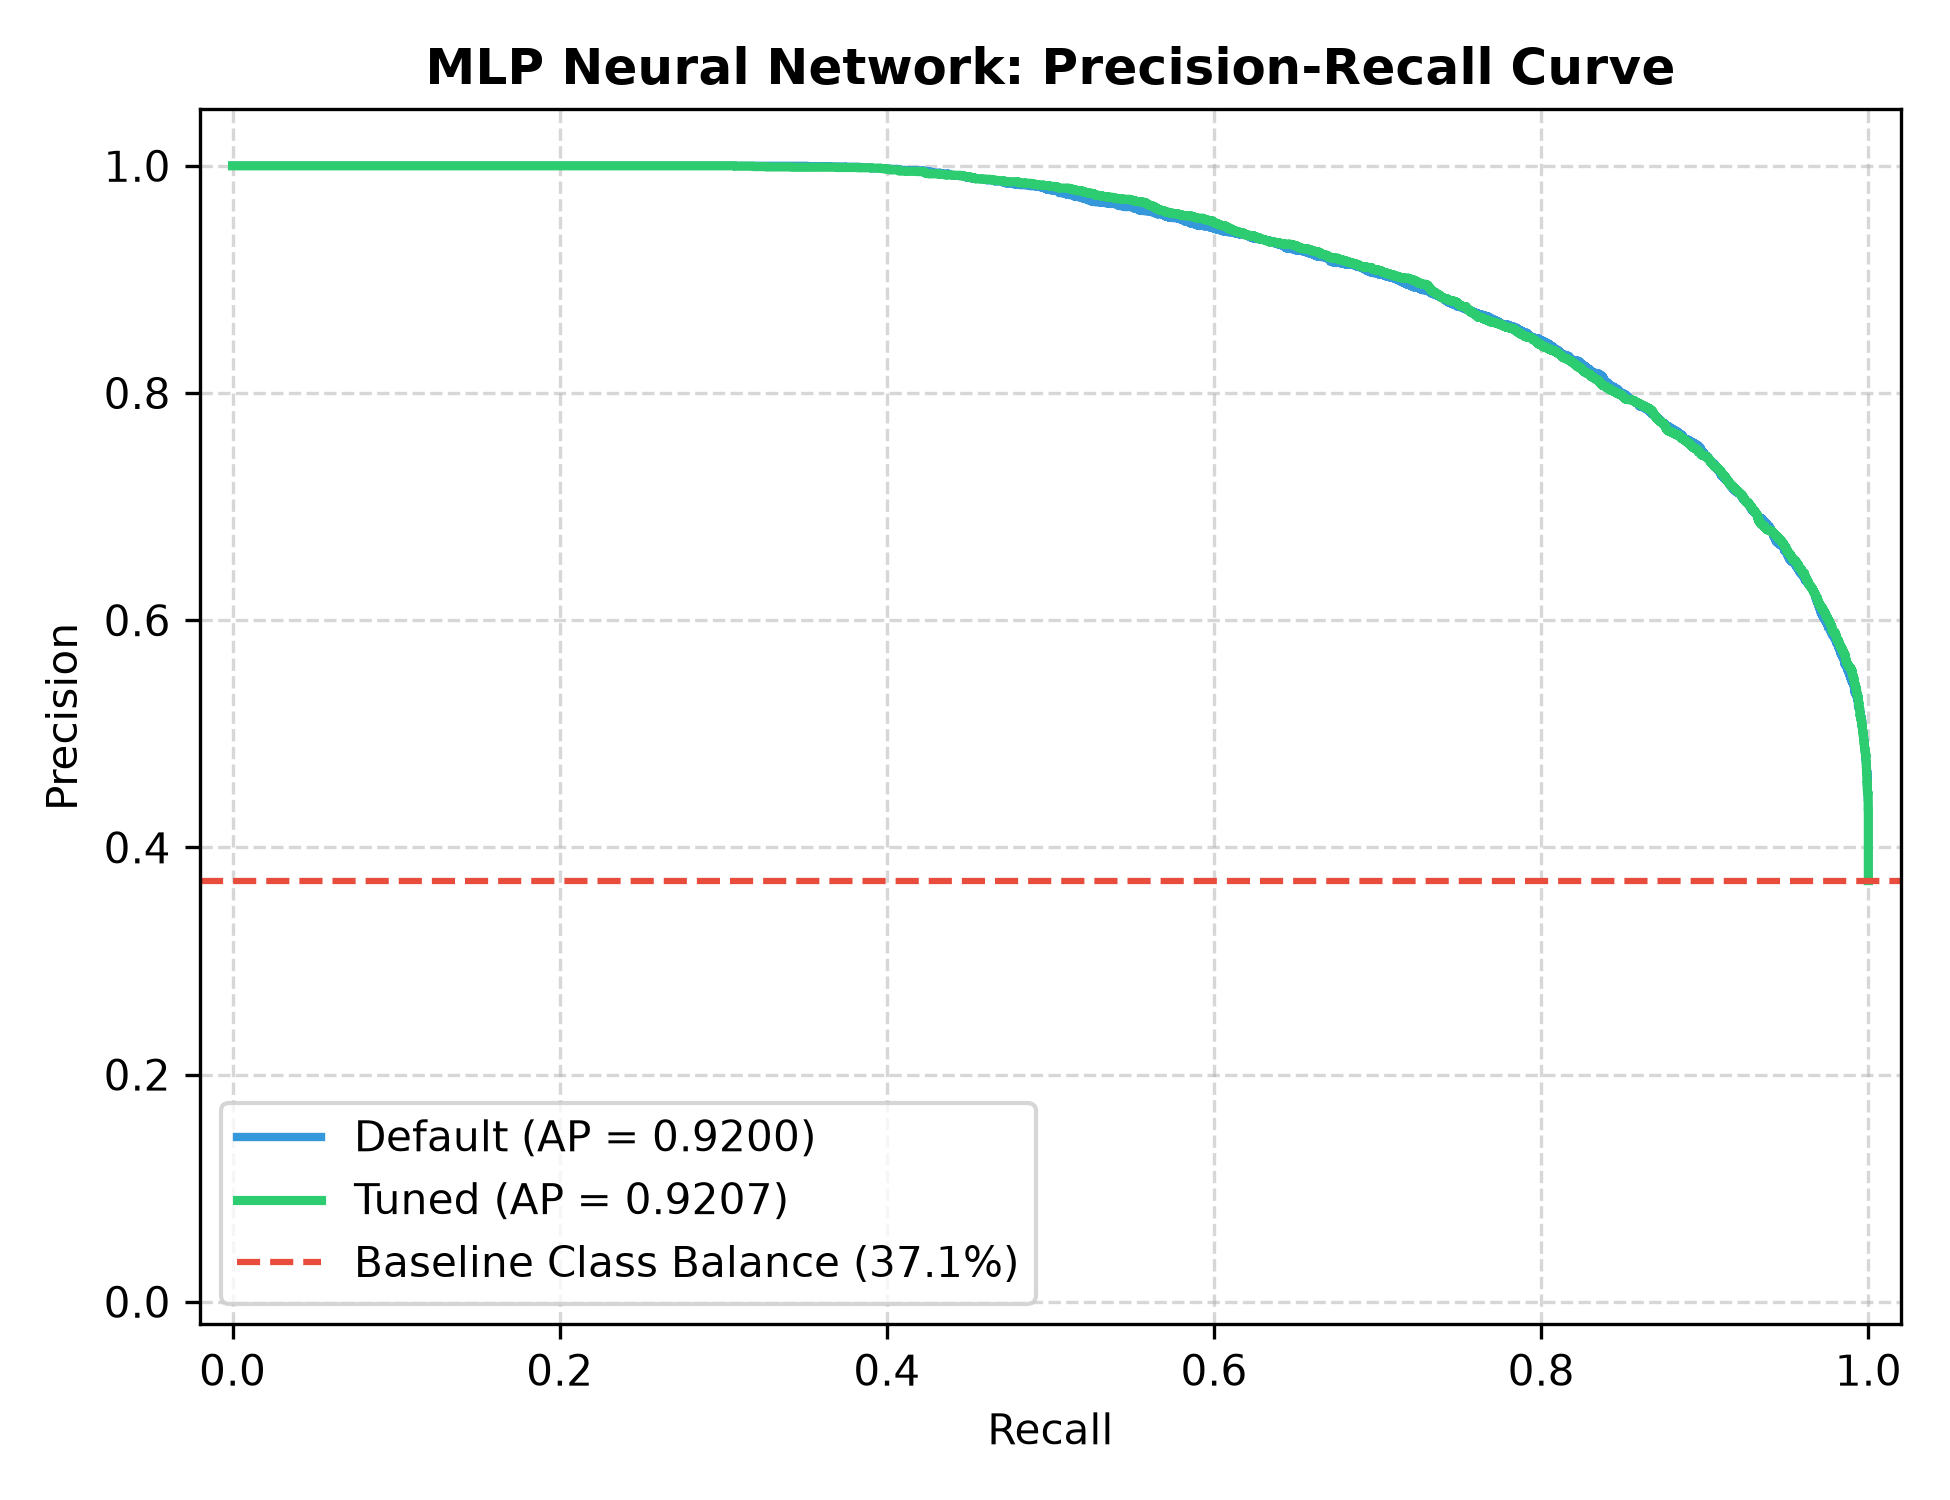 MLP Neural Network: Precision-Recall Curve
Precision
1.0
0.8
0.6
0.4
0.2
0.0
Default (AP = 0.9200)
Tuned (AP = 0.9207)
Baseline Class Balance (37.1%)
0.0 0.2 0.4 0.6 0.8 1.0
Recall